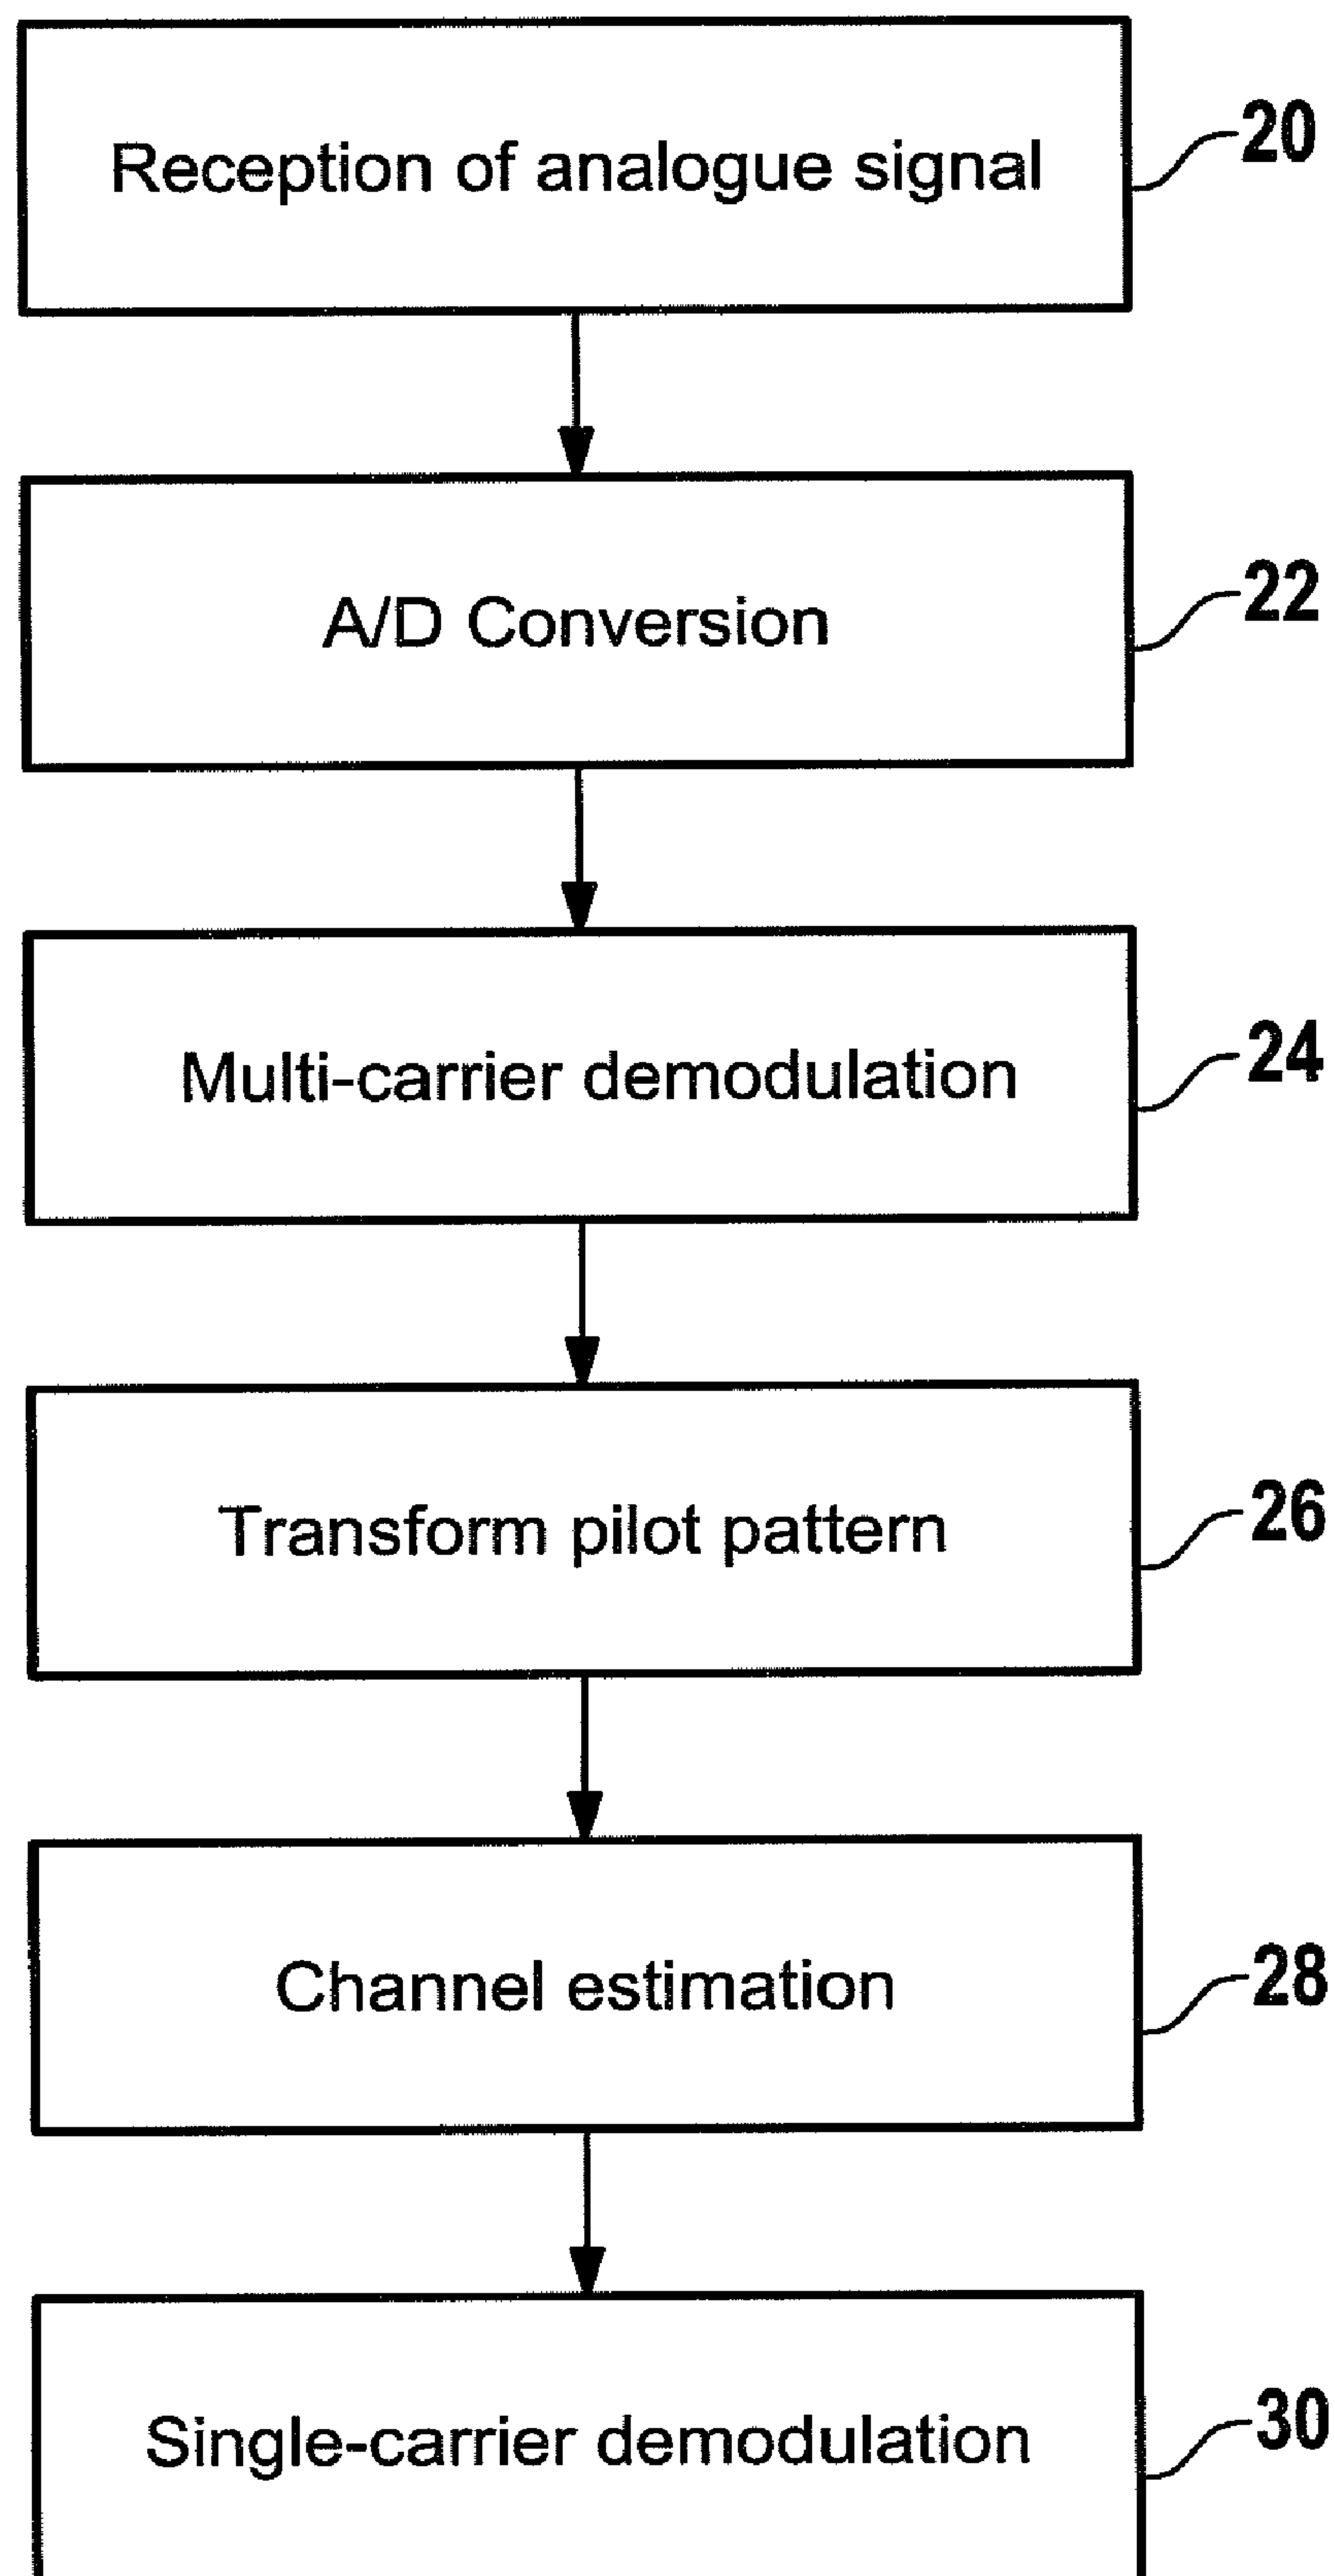 Reception of analogue signal
20
A/D Conversion
22
Multi-carrier demodulation
24
Transform pilot pattern
26
Channel estimation
28
Single-carrier demodulation
30